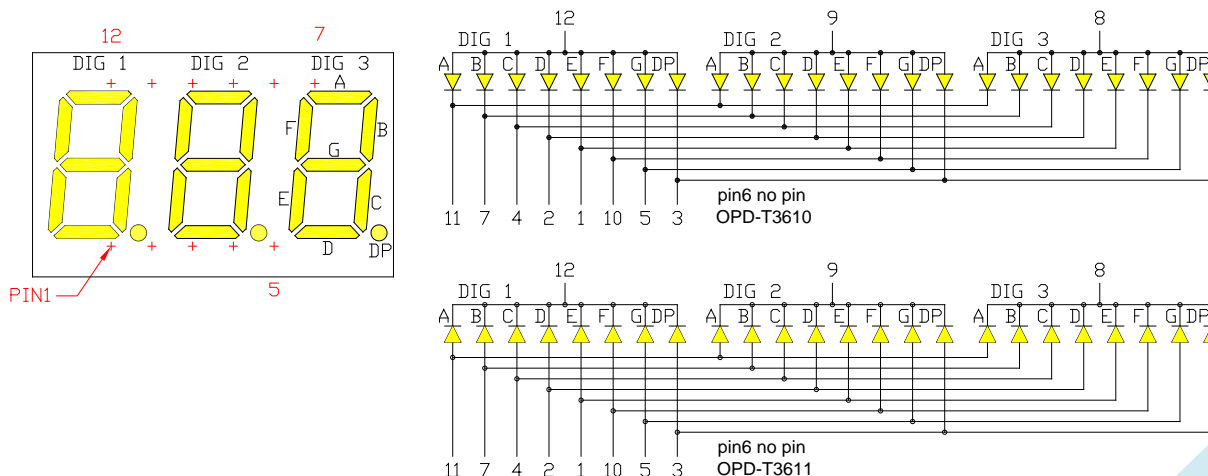 12 7
DIG 1 DIG 2 DIG 3
A
F B
G
E C
D DP
PIN1 5
12 9 8
DIG 1 DIG 2 DIG 3
A B C D E F G DP A B C D E F G DP A B C D E F G DP
pin6 no pin
11 7 4 2 1 10 5 3 OPD-T3610
12 9 8
DIG 1 DIG 2 DIG 3
A B C D E F G DP A B C D E F G DP A B C D E F G DP
pin6 no pin
11 7 4 2 1 10 5 3 OPD-T3611